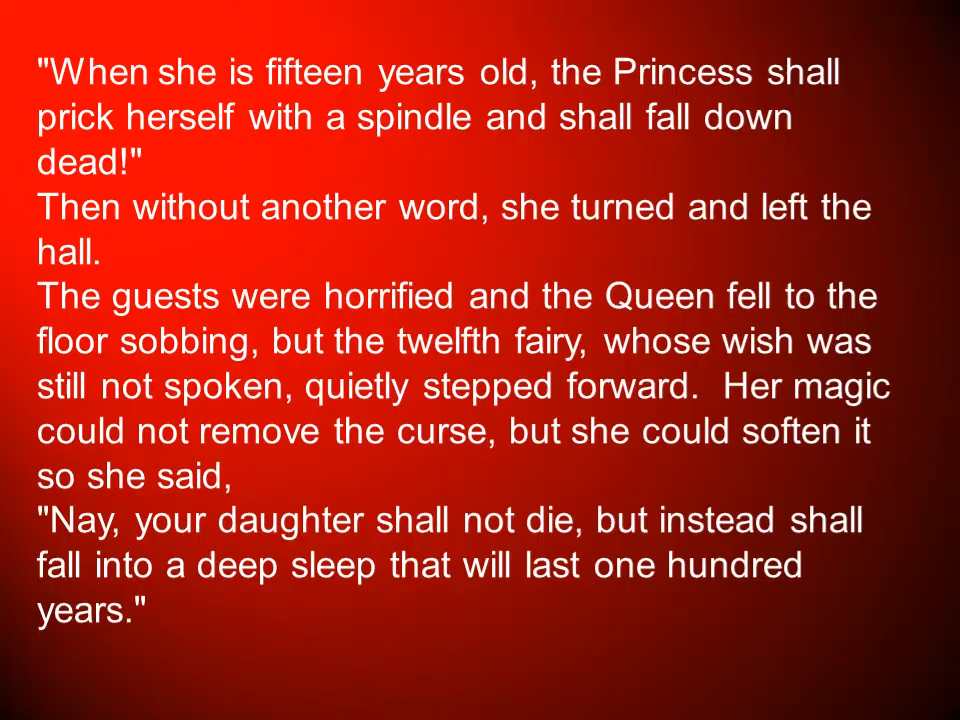 "When she is fifteen years old, the Princess shall
prick herself with a spindle and shall fall down
dead!"
Then without another word, she turned and left the
hall.
The guests were horrified and the Queen fell to the
floor sobbing, but the twelfth fairy, whose wish was
still not spoken, quietly stepped forward.  Her magic
could not remove the curse, but she could soften it
so she said,
"Nay, your daughter shall not die, but instead shall
fall into a deep sleep that will last one hundred
years."